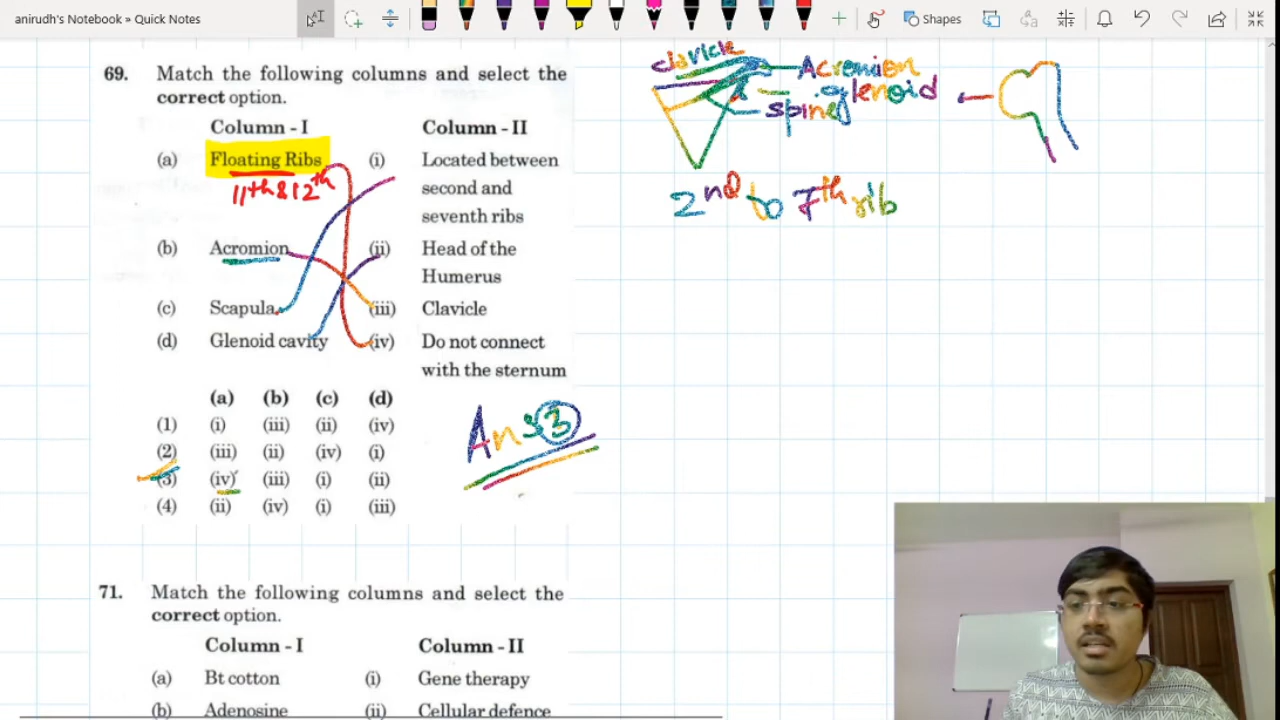 anirudh's Notebook » Quick Notes
Shapes
69. Match the following columns and select the
correct option.
Column - I Column - II
(a) Floating Ribs (i) Located between
11th & 12th second and
seventh ribs
(b) Acromion (ii) Head of the
Humerus
(c) Scapula (iii) Clavicle
(d) Glenoid cavity (iv) Do not connect
with the sternum
(a) (b) (c) (d)
(1) (i) (iii) (ii) (iv)
(2) (iii) (ii) (iv) (i)
(3) (iv) (iii) (i) (ii)
(4) (ii) (iv) (i) (iii)
Ans 3
clavicle
Acromion
glenoid
spine
2nd to 7th rib
71. Match the following columns and select the
correct option.
Column - I Column - II
(a) Bt cotton (i) Gene therapy
(b) Adenosine (ii) Cellular defence